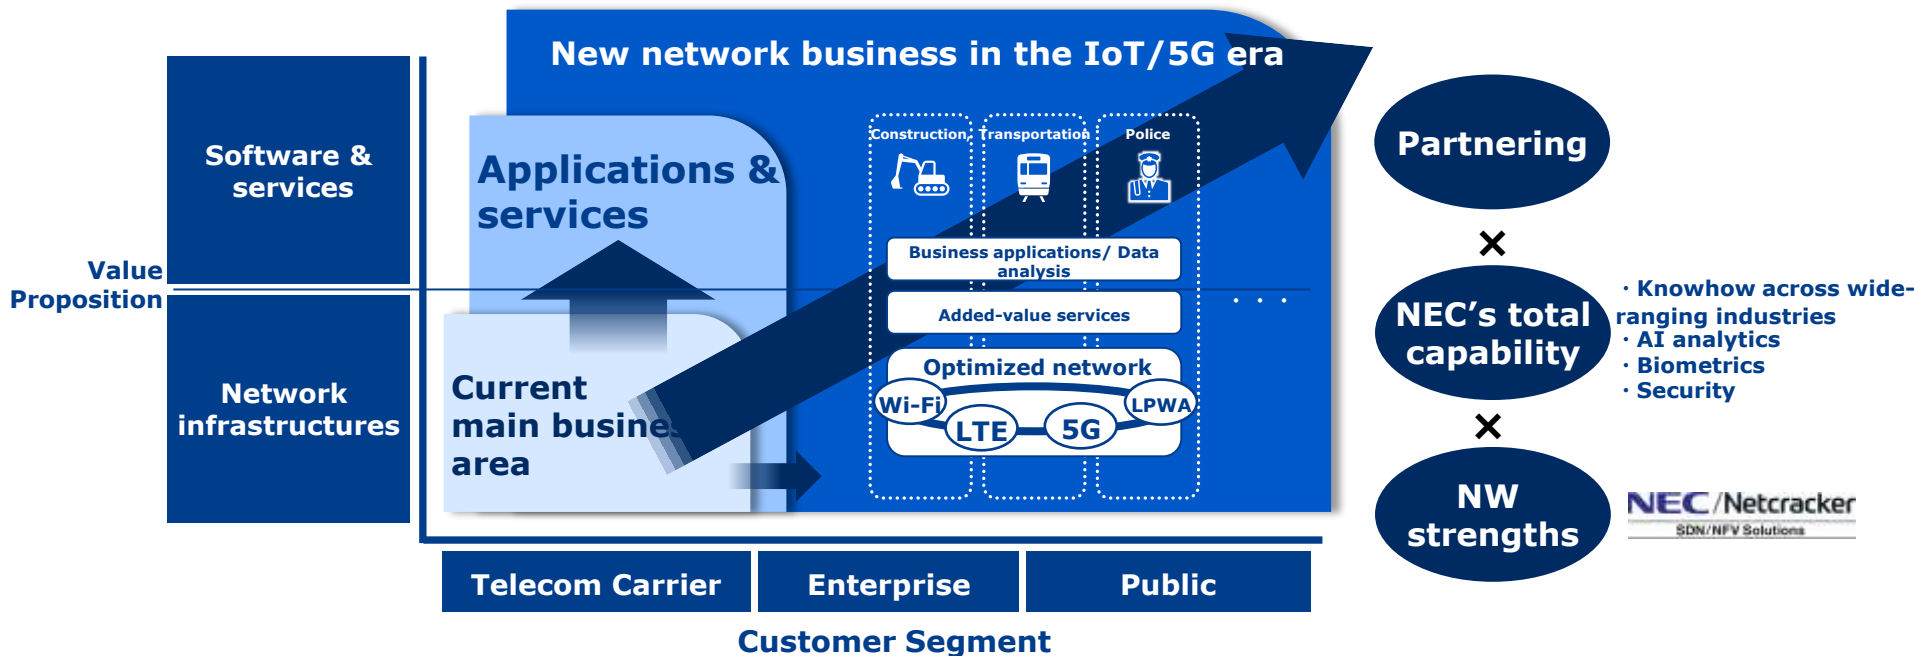 New network business in the IoT/5G era
Software &
services
Value
Proposition
Network
infrastructures
Applications &
services
Current
main busines
area
Construction,
Transportation
Police
Business applications/ Data
analysis
Added-value services
Optimized network
Wi-Fi
LTE
5G
LPWA
. . .
Telecom Carrier
Enterprise
Public
Customer Segment
Partnering
×
NEC’s total
capability
×
NW
strengths
・Knowhow across wide-
ranging industries
・AI analytics
・Biometrics
・Security
NEC/Netcracker
SDN/NFV Solutions